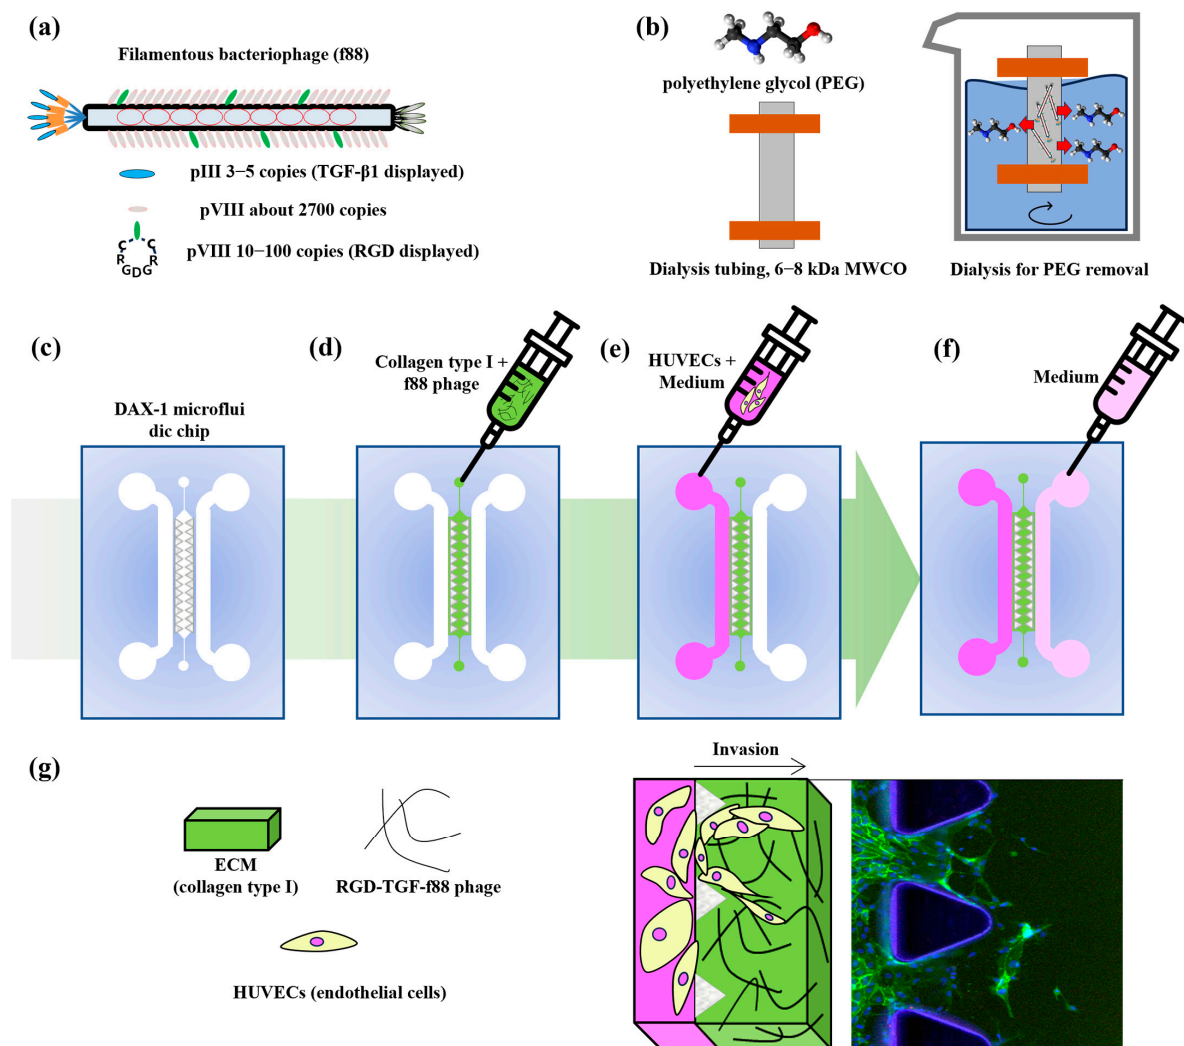 (a)
Filamentous bacteriophage (f88)
pIII 3−5 copies (TGF-β1 displayed)
pVIII about 2700 copies
C C
R R
G D G
pVIII 10−100 copies (RGD displayed)
(b)
polyethylene glycol (PEG)
Dialysis tubing, 6−8 kDa MWCO
Dialysis for PEG removal
(c)
DAX-1 microflui
dic chip
(d)
Collagen type I +
f88 phage
(e)
HUVECs +
Medium
(f)
Medium
(g)
ECM
(collagen type I)
RGD-TGF-f88 phage
HUVECs (endothelial cells)
Invasion